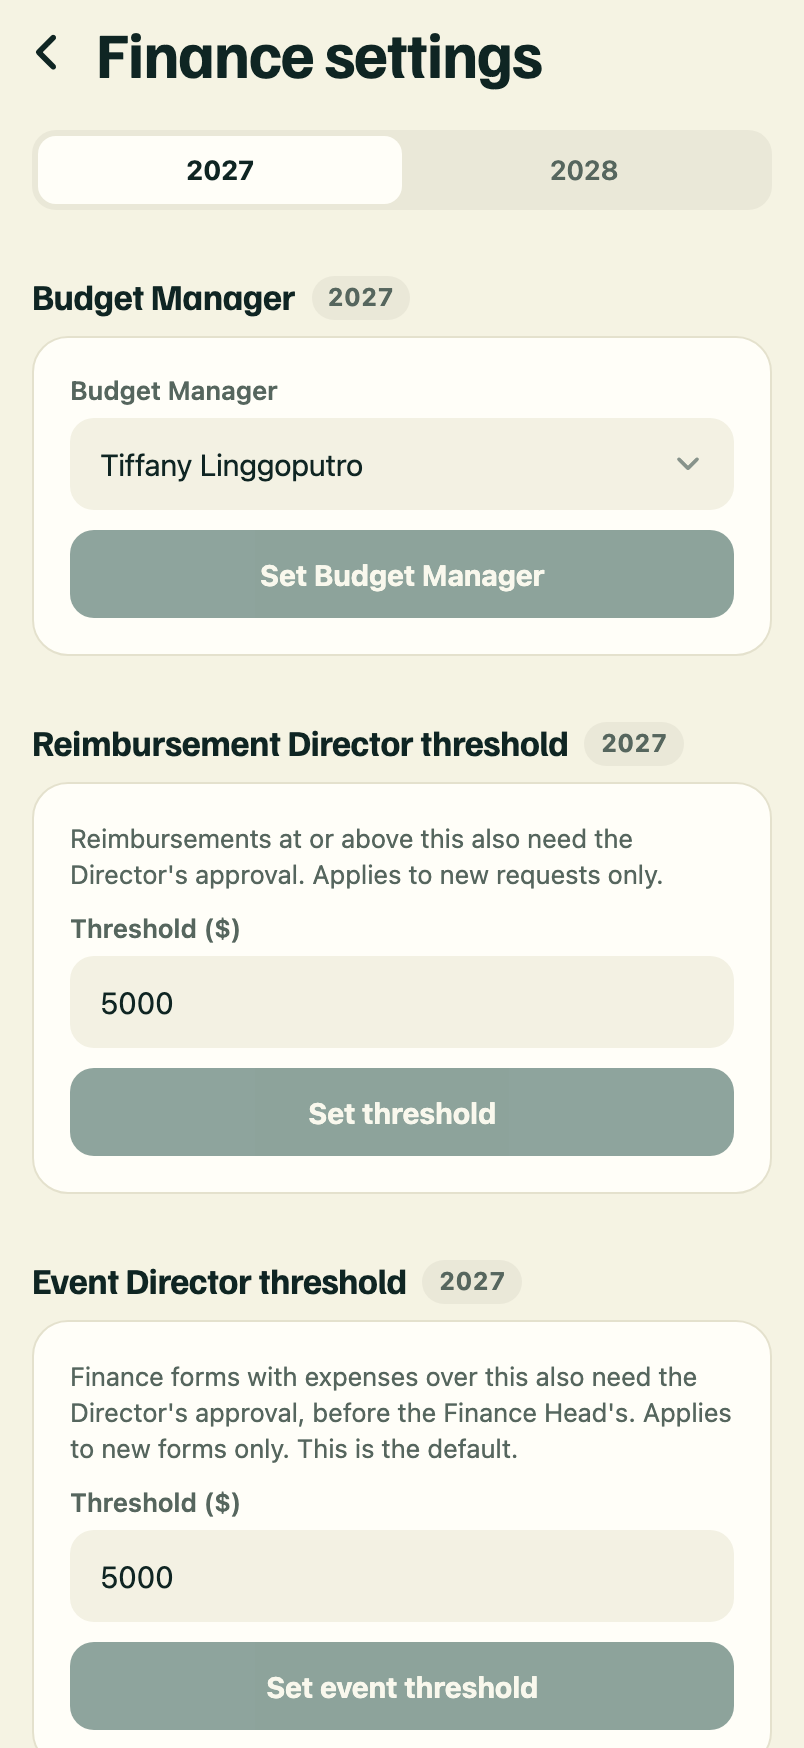 Finance settings
2027
2028
Budget Manager 2027
Budget Manager
Tiffany Linggoputro
Set Budget Manager
Reimbursement Director threshold 2027
Reimbursements at or above this also need the
Director's approval. Applies to new requests only.
Threshold ($)
5000
Set threshold
Event Director threshold 2027
Finance forms with expenses over this also need the
Director's approval, before the Finance Head's. Applies
to new forms only. This is the default.
Threshold ($)
5000
Set event threshold